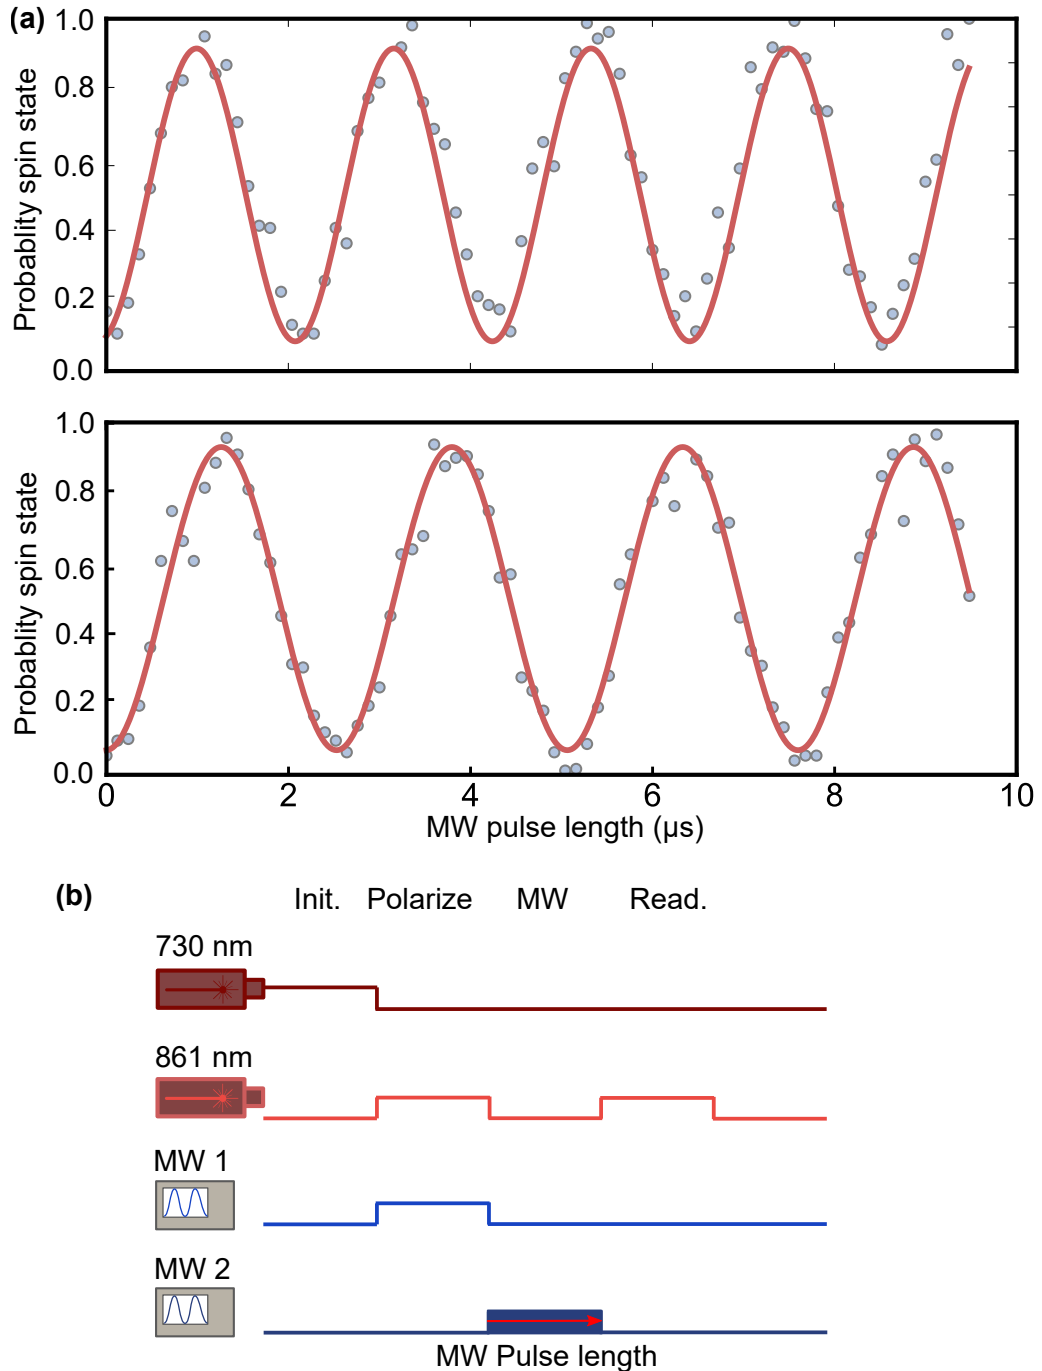 (a)
1.0
0.8
0.6
0.4
0.2
0.0
Probablity spin state
1.0
0.8
0.6
0.4
0.2
0.0
Probablity spin state
0 2 4 6 8 10
MW pulse length (µs)
(b)
Init. Polarize MW Read.
730 nm
861 nm
MW 1
MW 2
MW Pulse length